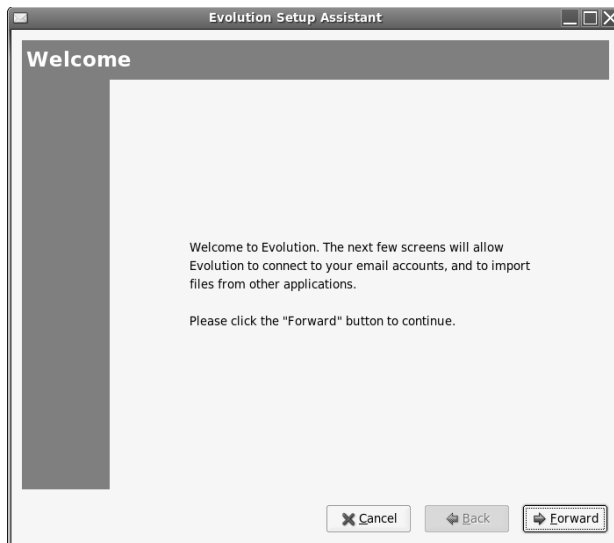 Evolution Setup Assistant
Welcome
Welcome to Evolution. The next few screens will allow
Evolution to connect to your email accounts, and to import
files from other applications.
Please click the "Forward" button to continue.
Cancel
Back
Forward